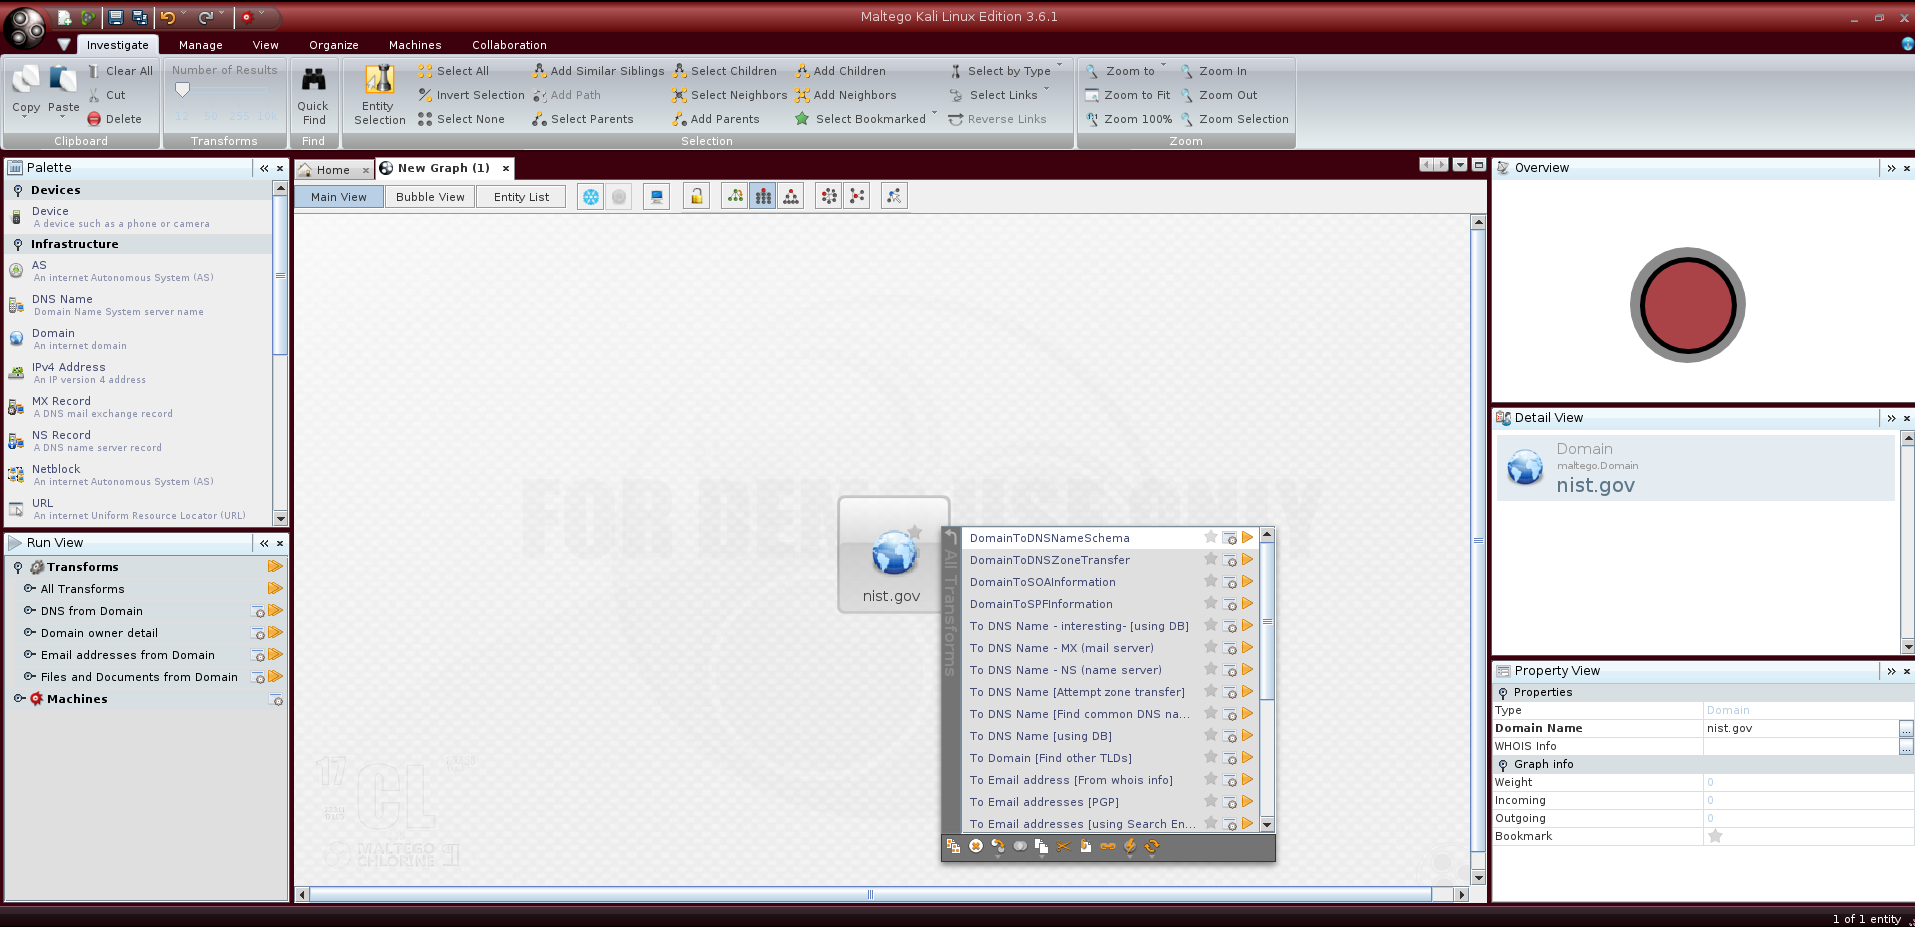 Maltego Kali Linux Edition 3.6.1
Investigate Manage View Organize Machines Collaboration
Copy Paste Clear All Cut Delete
Clipboard
Number of Results
12 50 255 10K
Transforms
Quick Find
Find
Entity Selection
Select All Add Similar Siblings Select Children Add Children Select by Type
Invert Selection Add Path Select Neighbors Add Neighbors Select Links
Select None Select Parents Add Parents Select Bookmarked Reverse Links
Selection
Zoom to Zoom In
Zoom to Fit Zoom Out
Zoom 100% Zoom Selection
Zoom
Palette
Devices
Device
A device such as a phone or camera
Infrastructure
AS
An internet Autonomous System (AS)
DNS Name
Domain Name System server name
Domain
An internet domain
IPv4 Address
An IP version 4 address
MX Record
A DNS mail exchange record
NS Record
A DNS name server record
Netblock
An internet Autonomous System (AS)
URL
An internet Uniform Resource Locator (URL)
Run View
Transforms
All Transforms
DNS from Domain
Domain owner detail
Email addresses from Domain
Files and Documents from Domain
Machines
Home New Graph (1)
Main View Bubble View Entity List
nist.gov
All Transforms
DomainToDNSNameSchema
DomainToDNSZoneTransfer
DomainToSOAInformation
DomainToSPFInformation
To DNS Name - interesting- [using DB]
To DNS Name - MX (mail server)
To DNS Name - NS (name server)
To DNS Name [Attempt zone transfer]
To DNS Name [Find common DNS na...
To DNS Name [using DB]
To Domain [Find other TLDs]
To Email address [From whois info]
To Email addresses [PGP]
To Email addresses [using Search En...
17
CL
MALTEGO
CHLORINE
Overview
Detail View
Domain
maltego.Domain
nist.gov
Property View
Properties
Type Domain
Domain Name nist.gov ...
WHOIS Info ...
Graph info
Weight 0
Incoming 0
Outgoing 0
Bookmark
1 of 1 entity